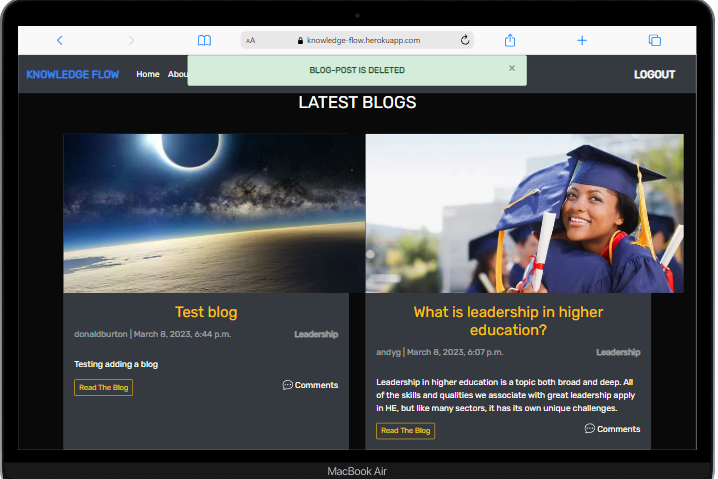 AA knowledge-flow.herokuapp.com
KNOWLEDGE FLOW Home Abou LOGOUT
BLOG-POST IS DELETED ×
LATEST BLOGS
Test blog
donaldburton | March 8, 2023, 6:44 p.m. Leadership
Testing adding a blog
Read The Blog Comments
What is leadership in higher
education?
andyg | March 8, 2023, 6:07 p.m. Leadership
Leadership in higher education is a topic both broad and deep. All
of the skills and qualities we associate with great leadership apply
in HE, but like many sectors, it has its own unique challenges.
Read The Blog Comments
MacBook Air